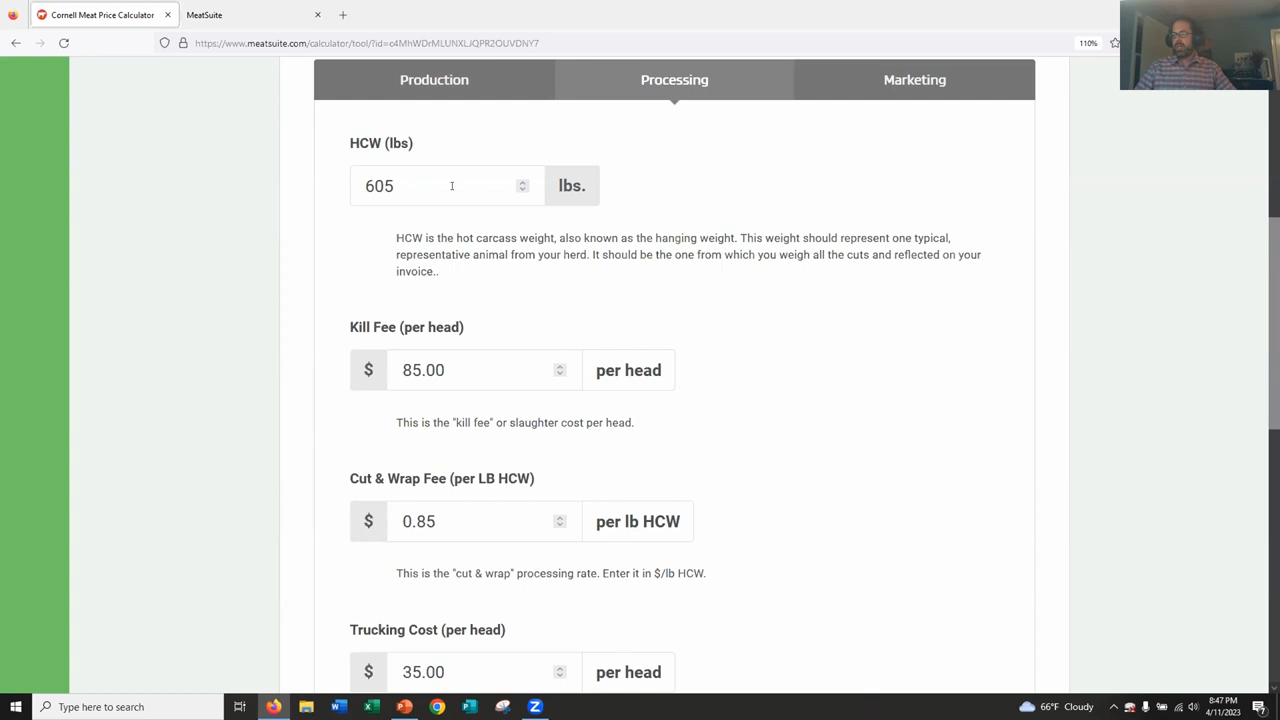 Cornell Meat Price Calculator
MeatSuite
https://www.meatsuite.com/calculator/tool/?id=o4MhWDrMLUNXLJQPR2OUVDNY7
110%
Production
Processing
Marketing
HCW (lbs)
605
lbs.
HCW is the hot carcass weight, also known as the hanging weight. This weight should represent one typical,
representative animal from your herd. It should be the one from which you weigh all the cuts and reflected on your
invoice..
Kill Fee (per head)
$ 85.00 per head
This is the "kill fee" or slaughter cost per head.
Cut & Wrap Fee (per LB HCW)
$ 0.85 per lb HCW
This is the "cut & wrap" processing rate. Enter it in $/lb HCW.
Trucking Cost (per head)
$ 35.00 per head
Type here to search
66°F Cloudy
8:47 PM
4/11/2023